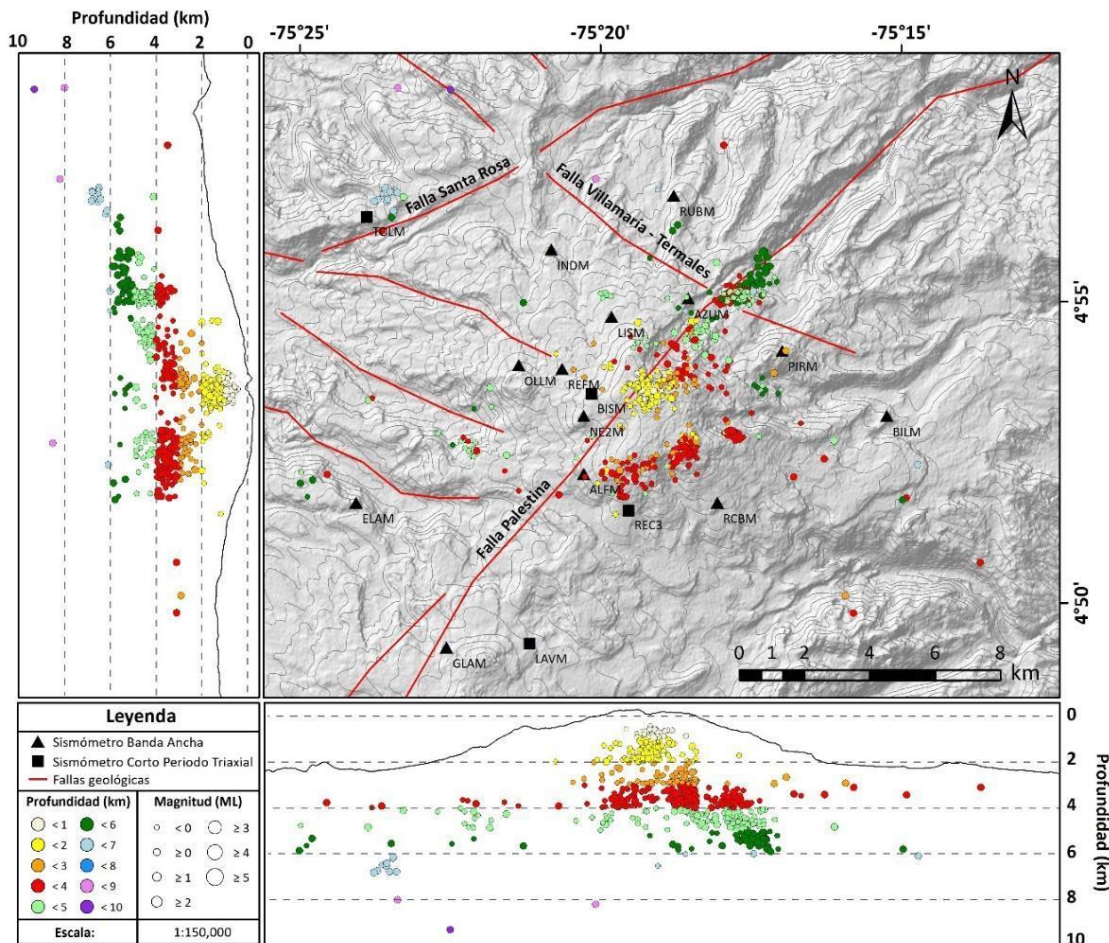 Profundidad (km)
10 8 6 4 2 0
-75°25' -75°20' -75°15'
N
Falla Santa Rosa
Falla Villamaría - Termales
TOLM
RUBM
INDM
4°55'
AZUM
LISM
PIRM
OLLM
REFM
BISM
NE2M
BILM
ALFM
ELAM
REC3
RCBM
Falla Palestina
4°50'
GLAM
LAVM
0 1 2 4 6 8
km
Leyenda
Sismómetro Banda Ancha
Sismómetro Corto Periodo Triaxial
Fallas geológicas
Profundidad (km) Magnitud (ML)
< 1 < 6 < 0 ≥ 3
< 2 < 7 ≥ 0 ≥ 4
< 3 < 8 ≥ 1 ≥ 5
< 4 < 9 ≥ 2
< 5 < 10
Escala: 1:150,000
0
2
4
6
8
10
Profundidad (km)